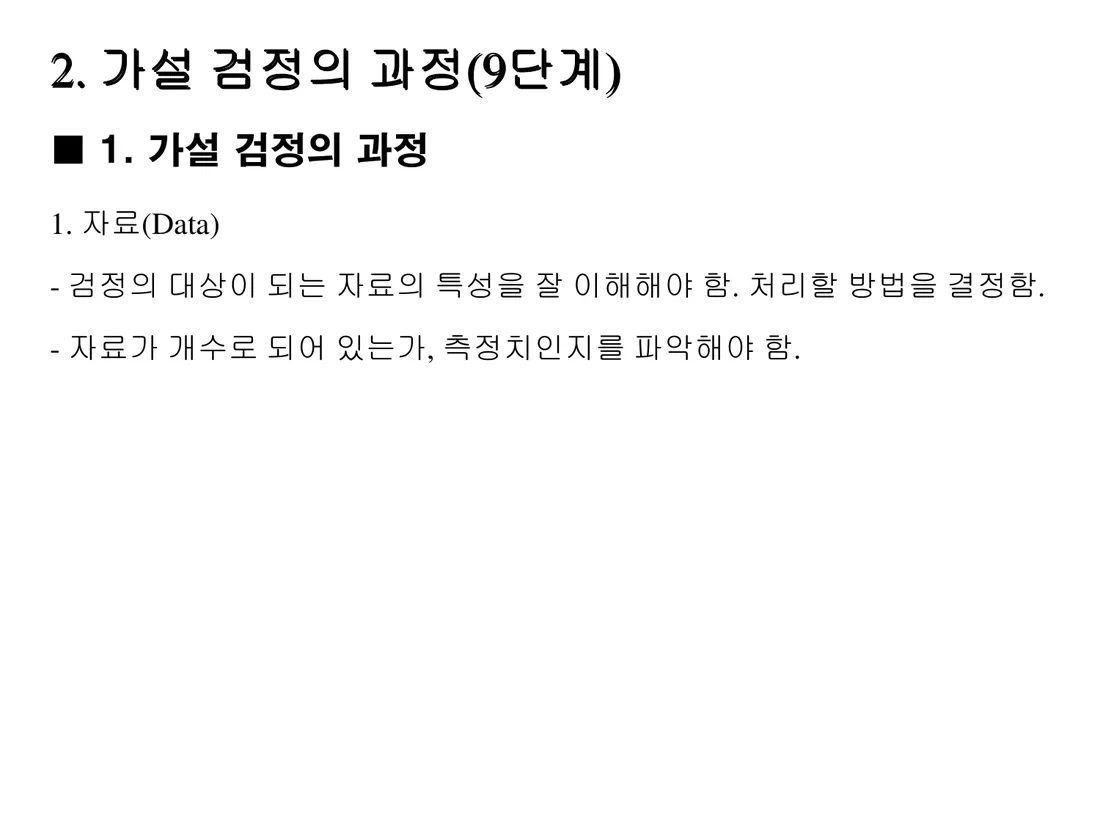 2. 가설 검정의 과정(9단계)
■ 1. 가설 검정의 과정
1. 자료(Data)
- 검정의 대상이 되는 자료의 특성을 잘 이해해야 함. 처리할 방법을 결정함.
- 자료가 개수로 되어 있는가, 측정치인지를 파악해야 함.